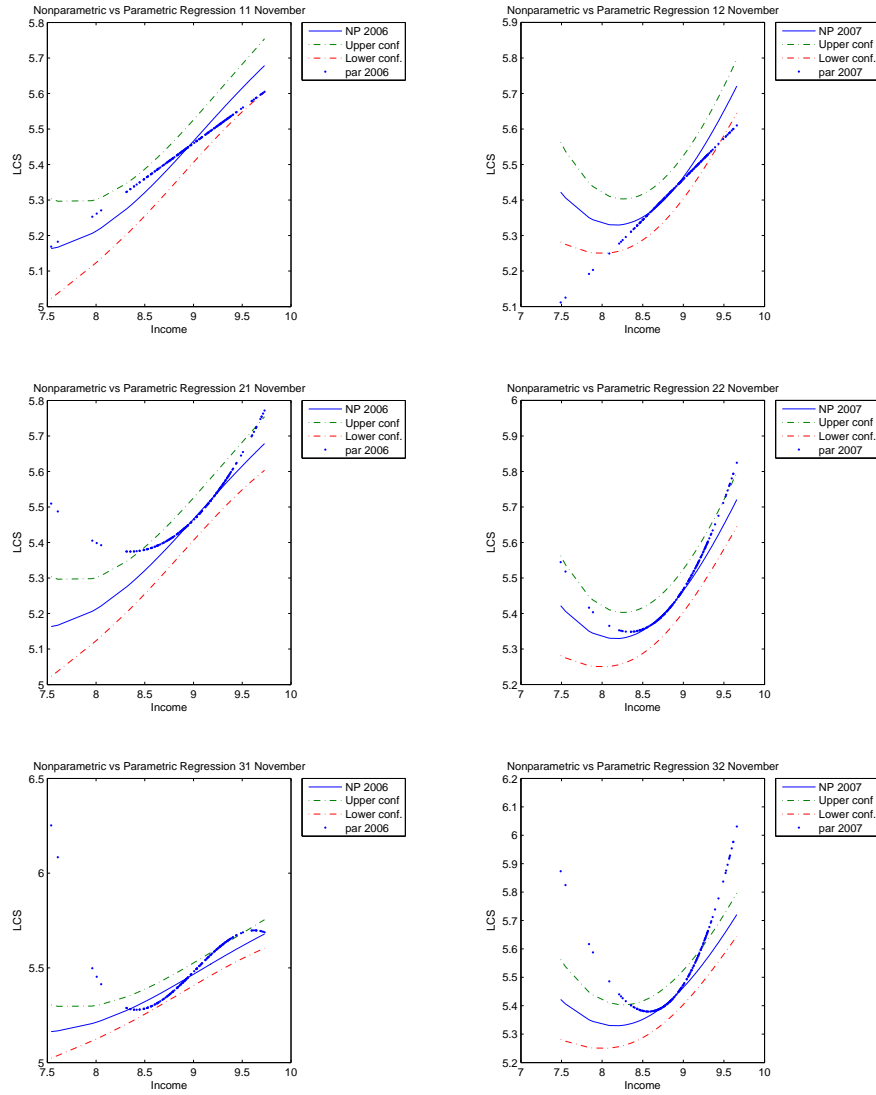 Nonparametric vs Parametric Regression 11 November
5.8
5.7
5.6
5.5
5.4
5.3
5.2
5.1
5
7.5 8 8.5 9 9.5 10
LCS
Income
NP 2006
Upper conf
Lower conf.
par 2006
Nonparametric vs Parametric Regression 12 November
5.9
5.8
5.7
5.6
5.5
5.4
5.3
5.2
5.1
7 7.5 8 8.5 9 9.5 10
LCS
Income
NP 2007
Upper conf
Lower conf.
par 2007
Nonparametric vs Parametric Regression 21 November
5.8
5.7
5.6
5.5
5.4
5.3
5.2
5.1
5
7.5 8 8.5 9 9.5 10
LCS
Income
NP 2006
Upper conf
Lower conf.
par 2006
Nonparametric vs Parametric Regression 22 November
6
5.9
5.8
5.7
5.6
5.5
5.4
5.3
5.2
7 7.5 8 8.5 9 9.5 10
LCS
Income
NP 2007
Upper conf
Lower conf.
par 2007
Nonparametric vs Parametric Regression 31 November
6.5
6
5.5
5
7.5 8 8.5 9 9.5 10
LCS
Income
NP 2006
Upper conf
Lower conf.
par 2006
Nonparametric vs Parametric Regression 32 November
6.2
6.1
6
5.9
5.8
5.7
5.6
5.5
5.4
5.3
5.2
7 7.5 8 8.5 9 9.5 10
LCS
Income
NP 2007
Upper conf
Lower conf.
par 2007